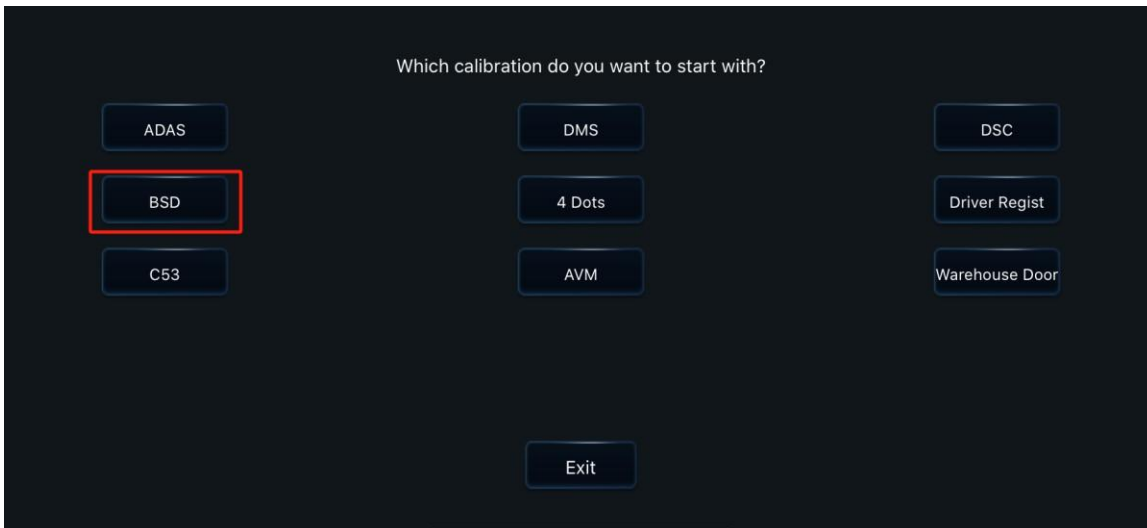 Which calibration do you want to start with?
ADAS
DMS
DSC
BSD
4 Dots
Driver Regist
C53
AVM
Warehouse Door
Exit